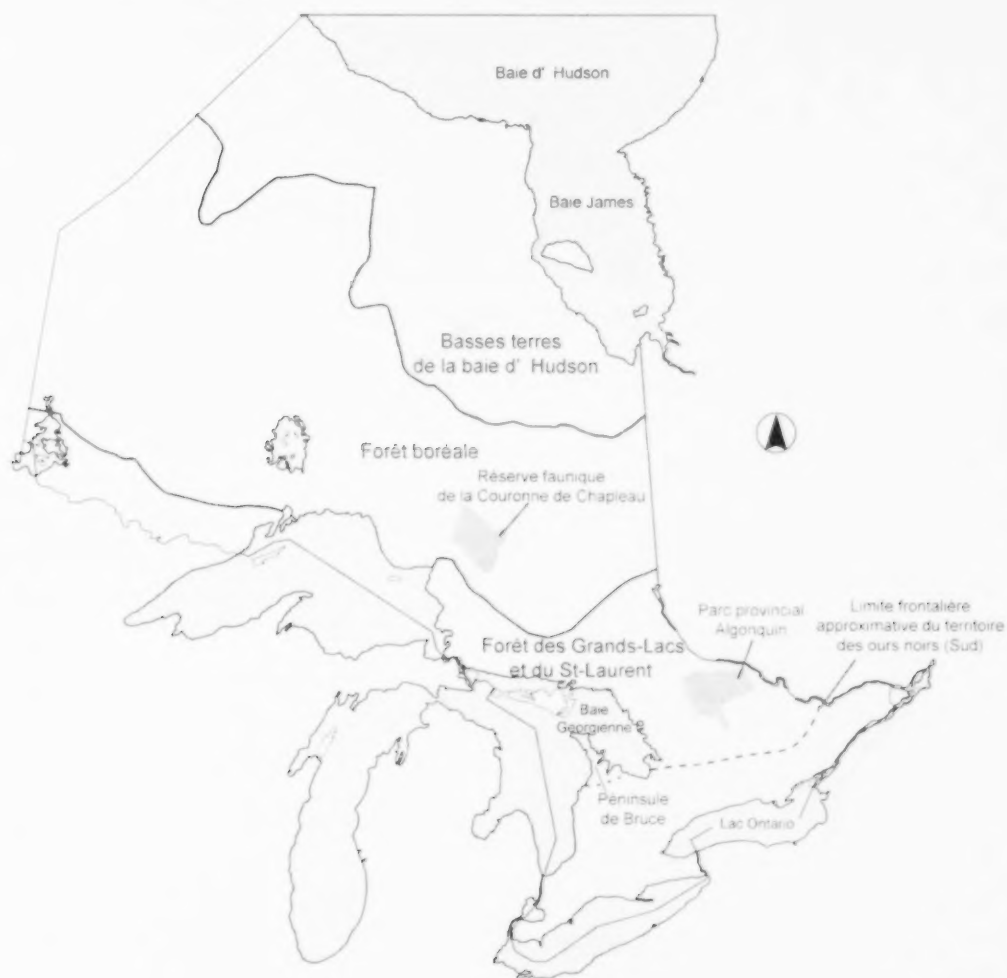 Baie d' Hudson
Baie James
Basses terres
de la baie d' Hudson
Forêt boréale
Réserve faunique
de la Couronne de Chapleau
Parc provincial
Algonquin
Limite frontalière
approximative du territoire
des ours noirs (Sud)
Forêt des Grands-Lacs
et du St-Laurent
Baie
Georgienne
Péninsule
de Bruce
Lac Ontario